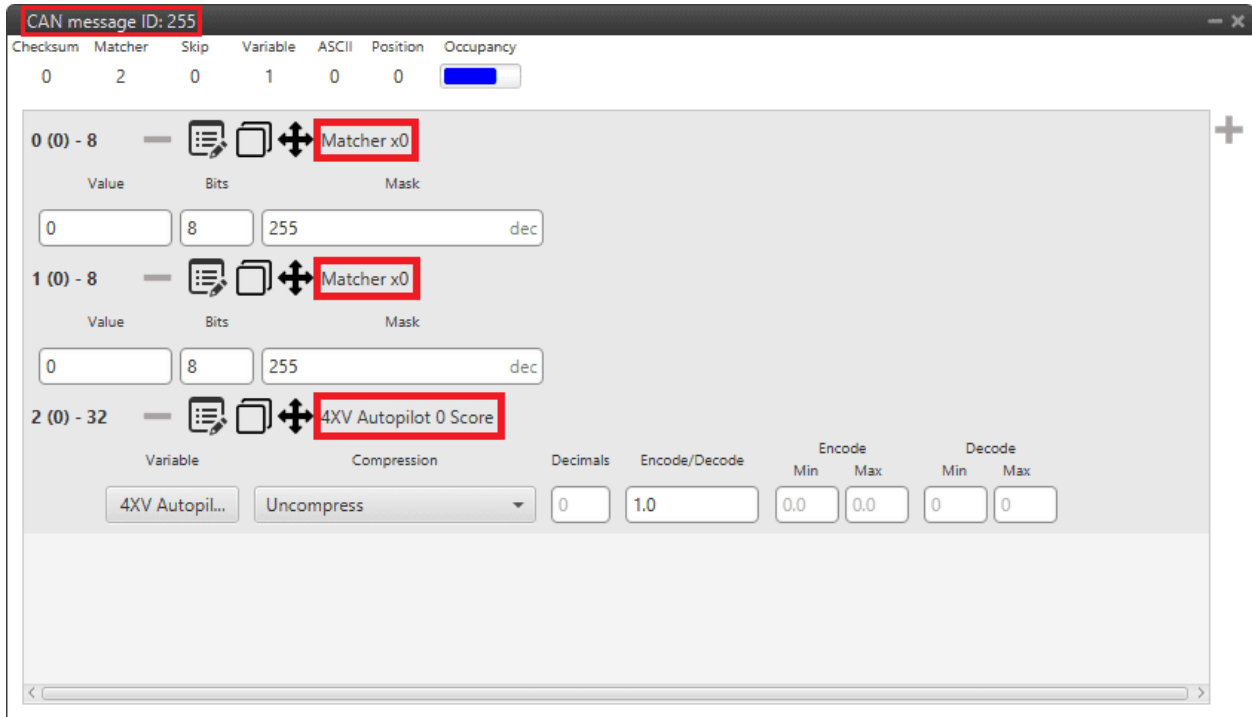 CAN message ID: 255
Checksum Matcher Skip Variable ASCII Position Occupancy
0 2 0 1 0 0
0 (0) - 8 Matcher x0
Value Bits Mask
0 8 255 dec
1 (0) - 8 Matcher x0
Value Bits Mask
0 8 255 dec
2 (0) - 32 4XV Autopilot 0 Score
Variable Compression Decimals Encode/Decode Encode Decode
Min Max Min Max
4XV Autopil... Uncompress 0 1.0 0.0 0.0 0 0